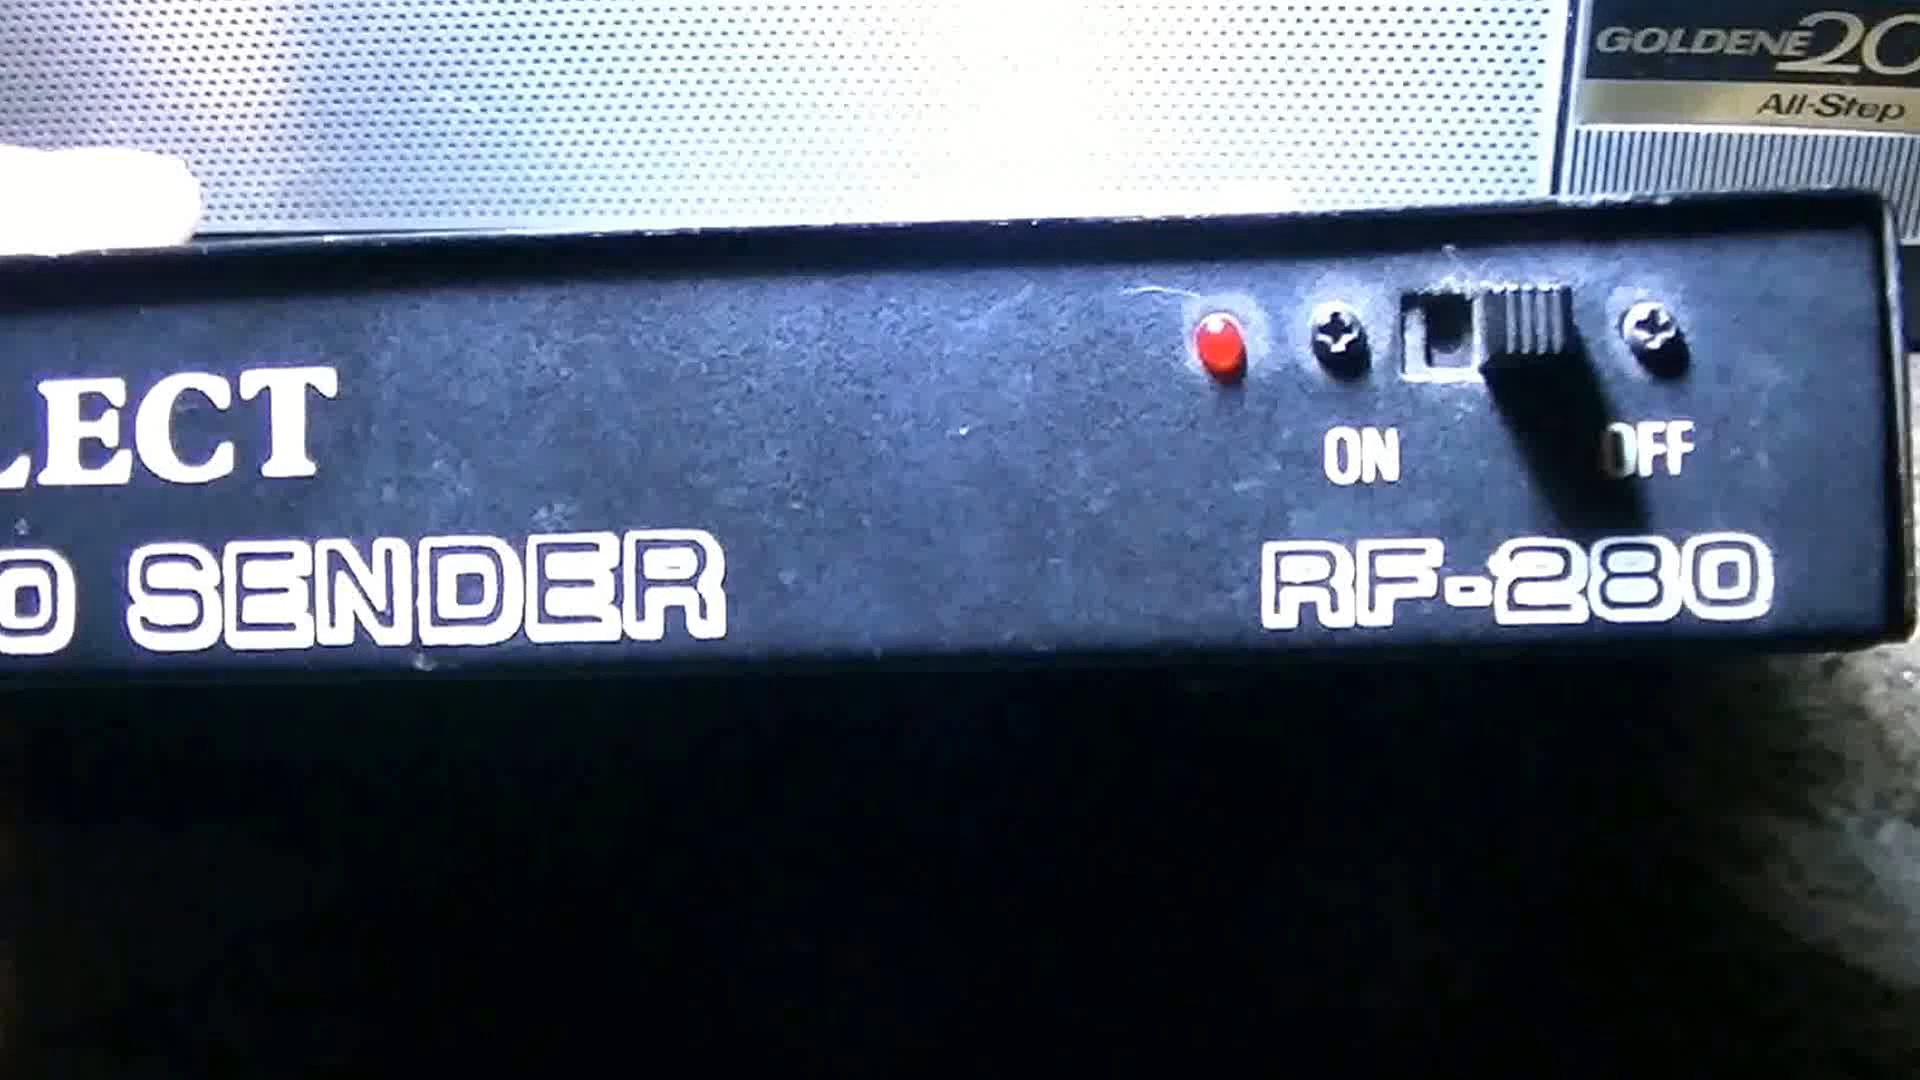 GOLDENE 20
All-Step
ON OFF
LECT
O SENDER RF-280